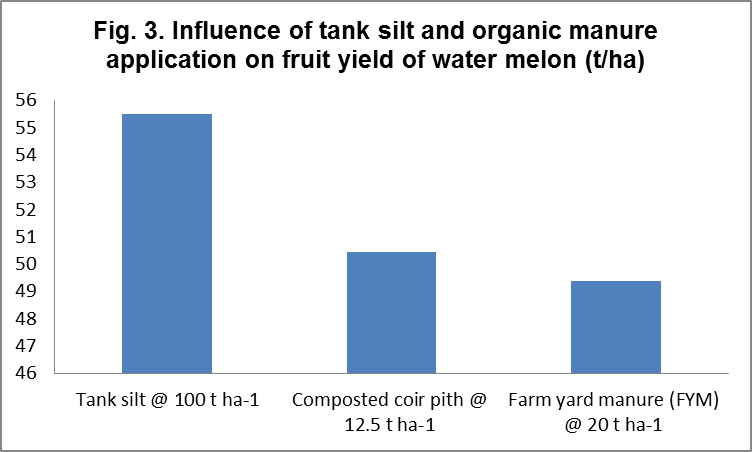 Fig. 3. Influence of tank silt and organic manure
application on fruit yield of water melon (t/ha)
56
55
54
53
52
51
50
49
48
47
46
Tank silt @ 100 t ha-1
Composted coir pith @
12.5 t ha-1
Farm yard manure (FYM)
@ 20 t ha-1